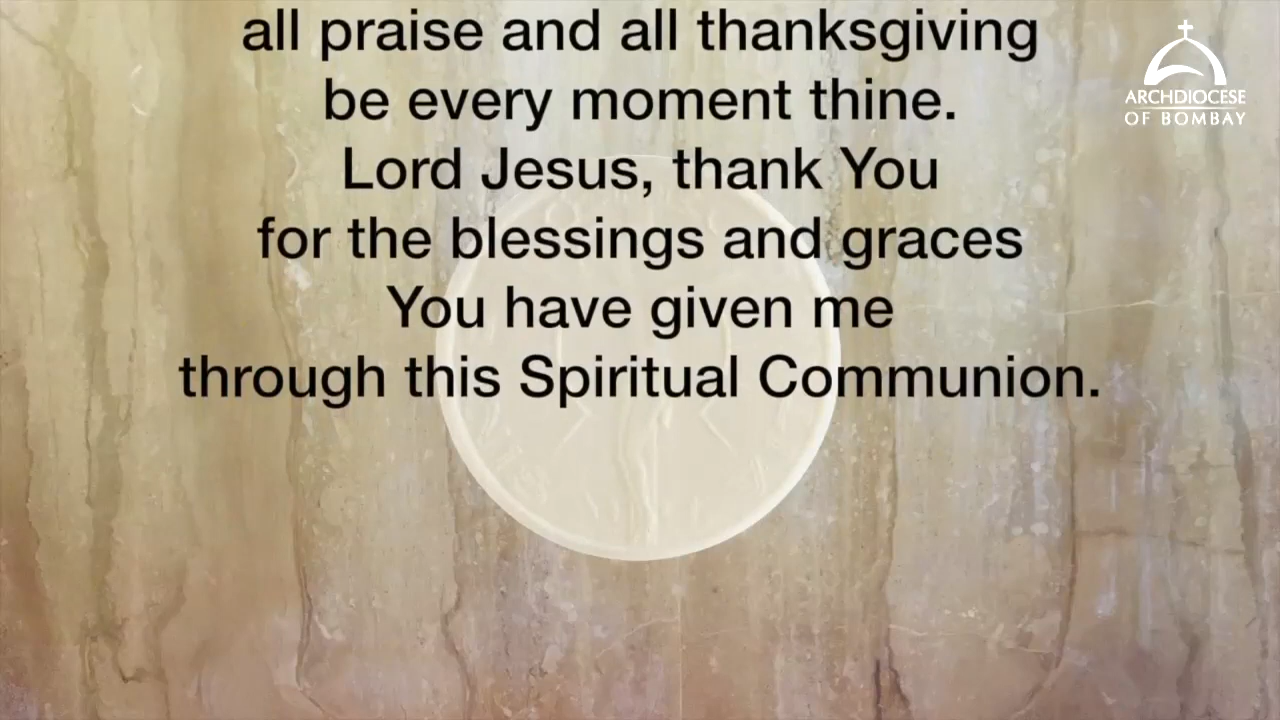 all praise and all thanksgiving
be every moment thine.
Lord Jesus, thank You
for the blessings and graces
You have given me
through this Spiritual Communion.
ARCHDIOCESE
OF BOMBAY